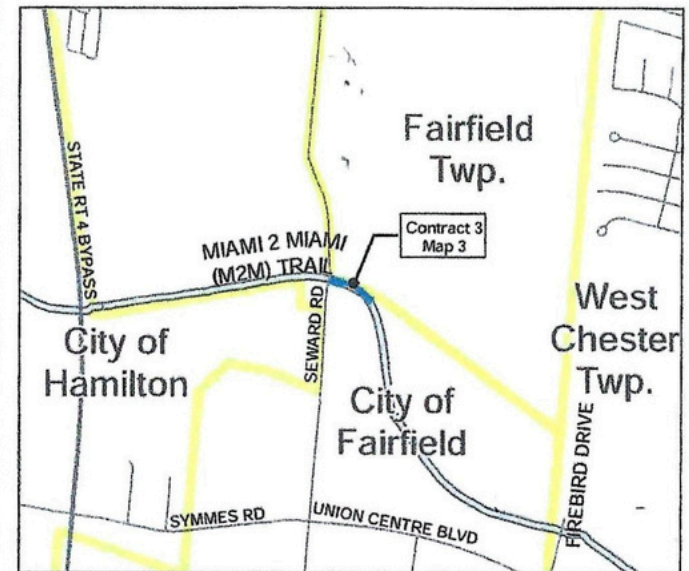 Fairfield
Twp.
STATE RT 4 BYPASS
MIAMI 2 MIAMI
(M2M) TRAIL
Contract 3
Map 3
West
Chester
Twp.
City of
Hamilton
SEWARD RD
City of
Fairfield
FIREBIRD DRIVE
SYMMES RD
UNION CENTRE BLVD